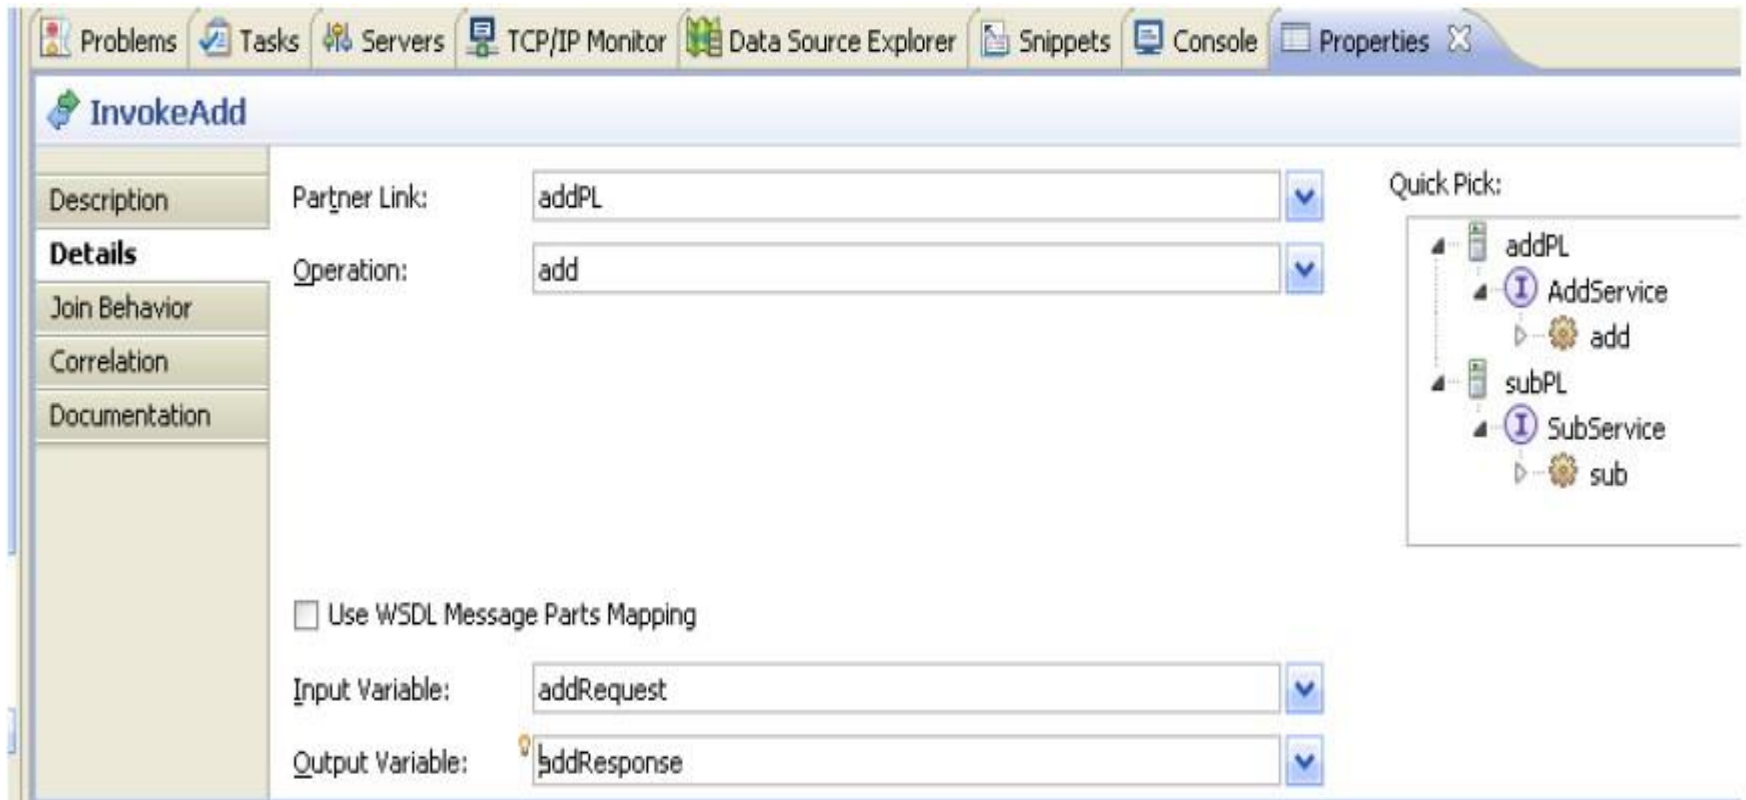 Problems Tasks Servers TCP/IP Monitor Data Source Explorer Snippets Console Properties
InvokeAdd
Description
Details
Join Behavior
Correlation
Documentation
Partner Link: addPL
Operation: add
Use WSDL Message Parts Mapping
Input Variable: addRequest
Output Variable: addResponse
Quick Pick:
addPL
I AddService
add
subPL
I SubService
sub